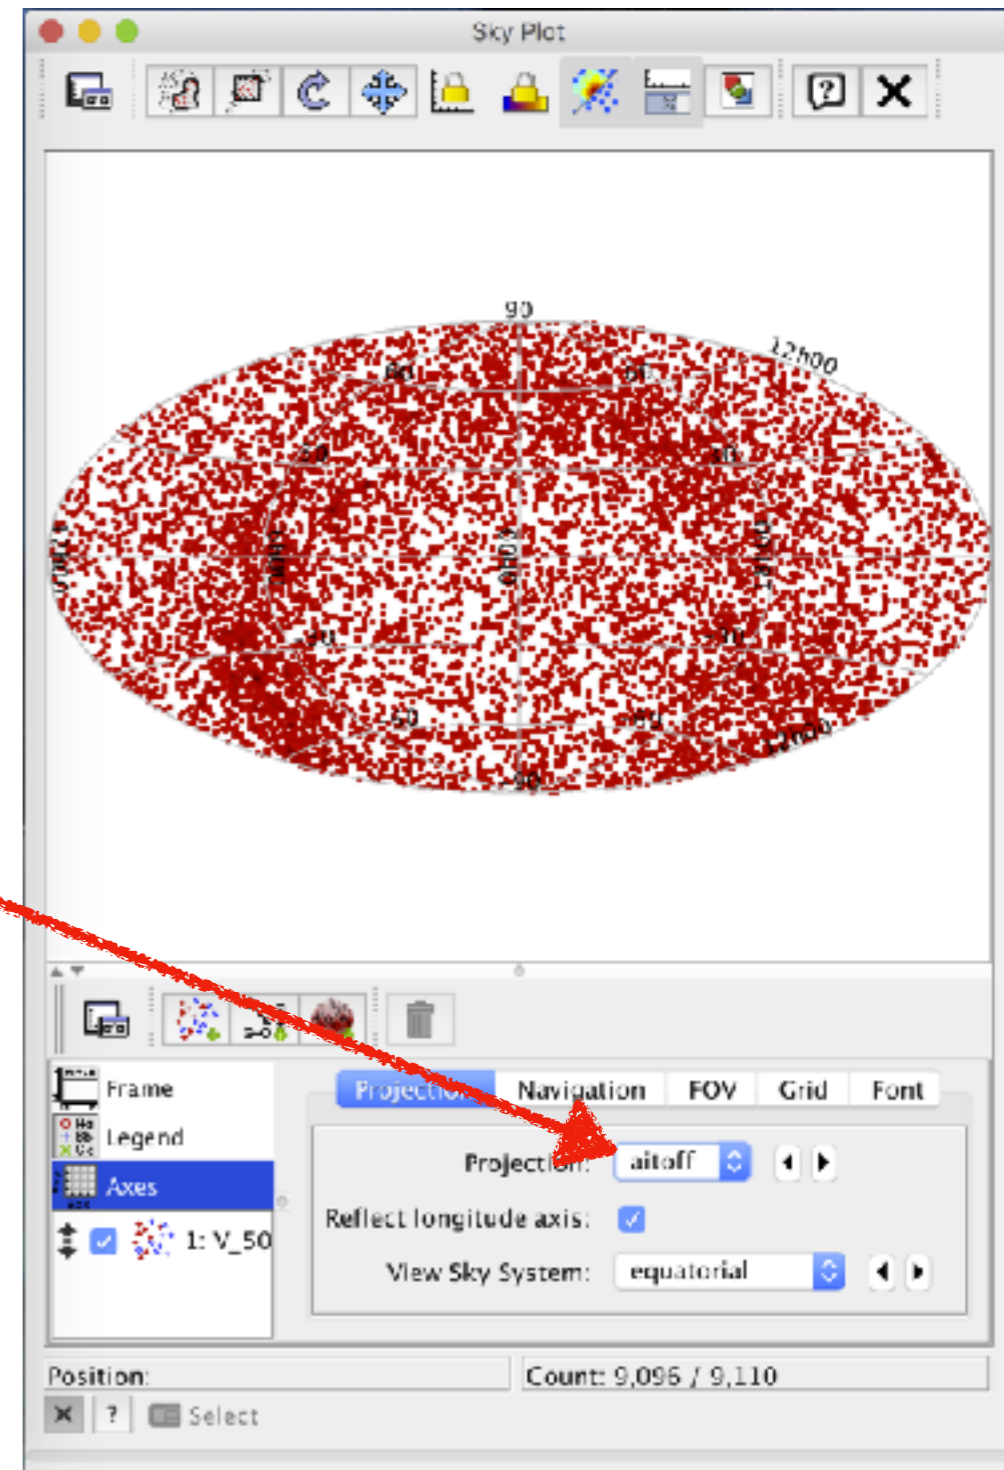 Sky Plot
90
12h00
60
60
30
30
0h00
-30
-30
-60
-60
12h00
-90
Frame
Legend
Axes
1: V_50
Projection Navigation FOV Grid Font
Projection: aitoff
Reflect longitude axis:
View Sky System: equatorial
Position:
Count: 9,096 / 9,110
? Select